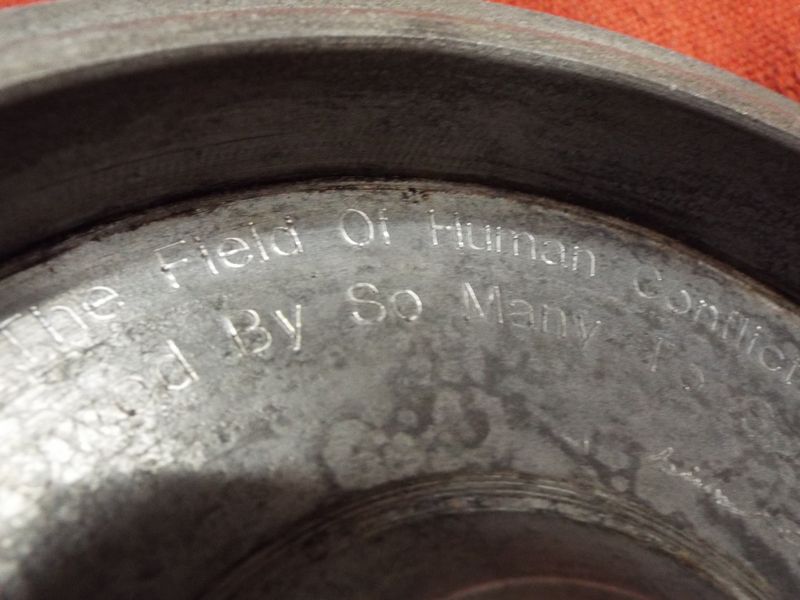 The Field Of Human Conflict
By So Many To